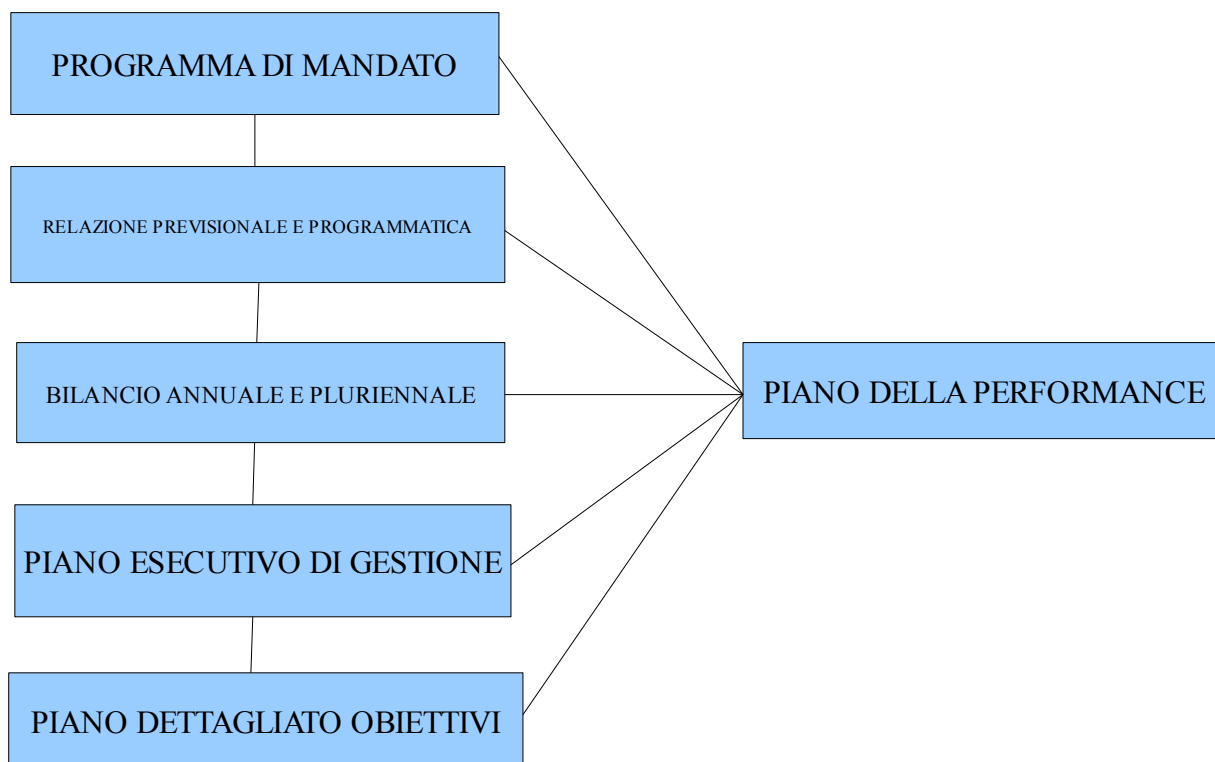 PROGRAMMA DI MANDATO
RELAZIONE PREVISIONALE E PROGRAMMATICA
BILANCIO ANNUALE E PLURIENNALE
PIANO DELLA PERFORMANCE
PIANO ESECUTIVO DI GESTIONE
PIANO DETTAGLIATO OBIETTIVI